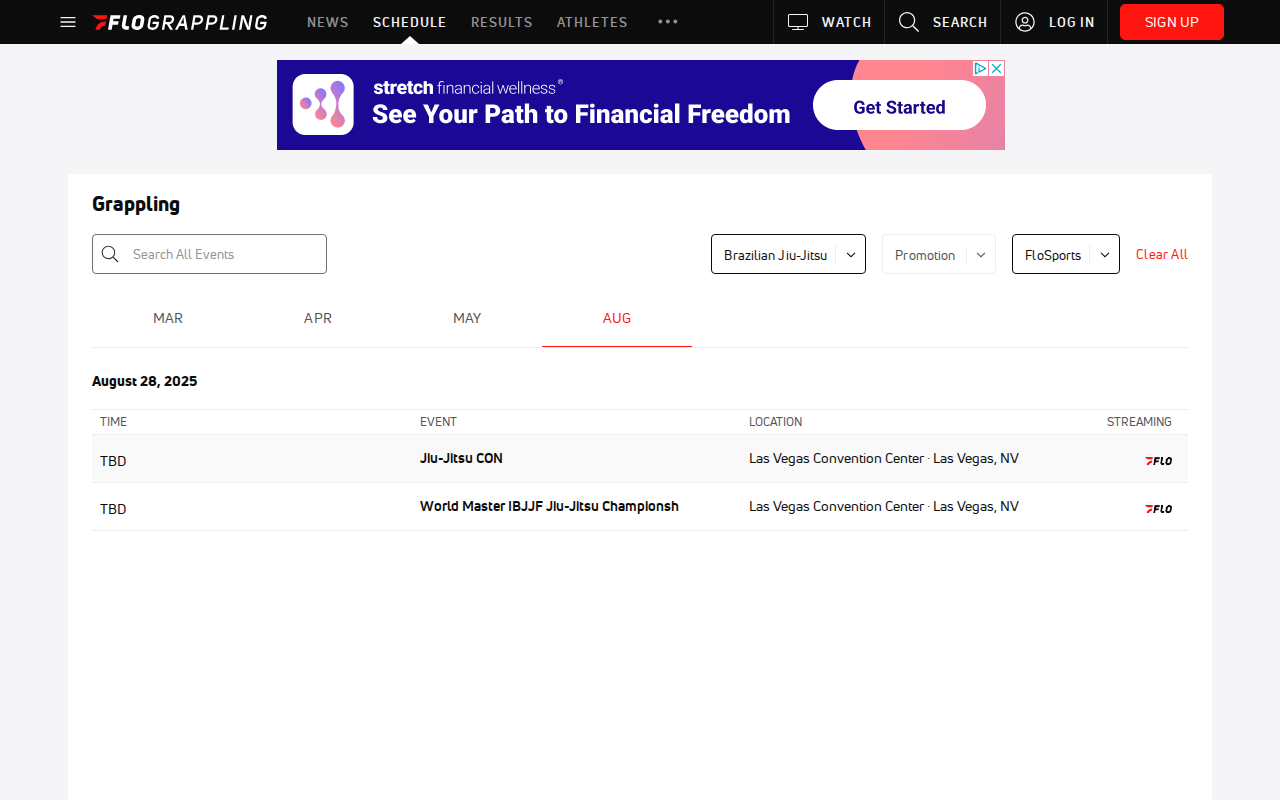 FLOGRAPPLING NEWS SCHEDULE RESULTS ATHLETES WATCH SEARCH LOG IN SIGN UP
stretch financial wellness®
See Your Path to Financial Freedom
Get Started
Grappling
Search All Events Brazilian Jiu-Jitsu Promotion FloSports Clear All
MAR APR MAY AUG
August 28, 2025
TIME EVENT LOCATION STREAMING
TBD Jiu-Jitsu CON Las Vegas Convention Center · Las Vegas, NV FLO
TBD World Master IBJJF Jiu-Jitsu Championsh Las Vegas Convention Center · Las Vegas, NV FLO